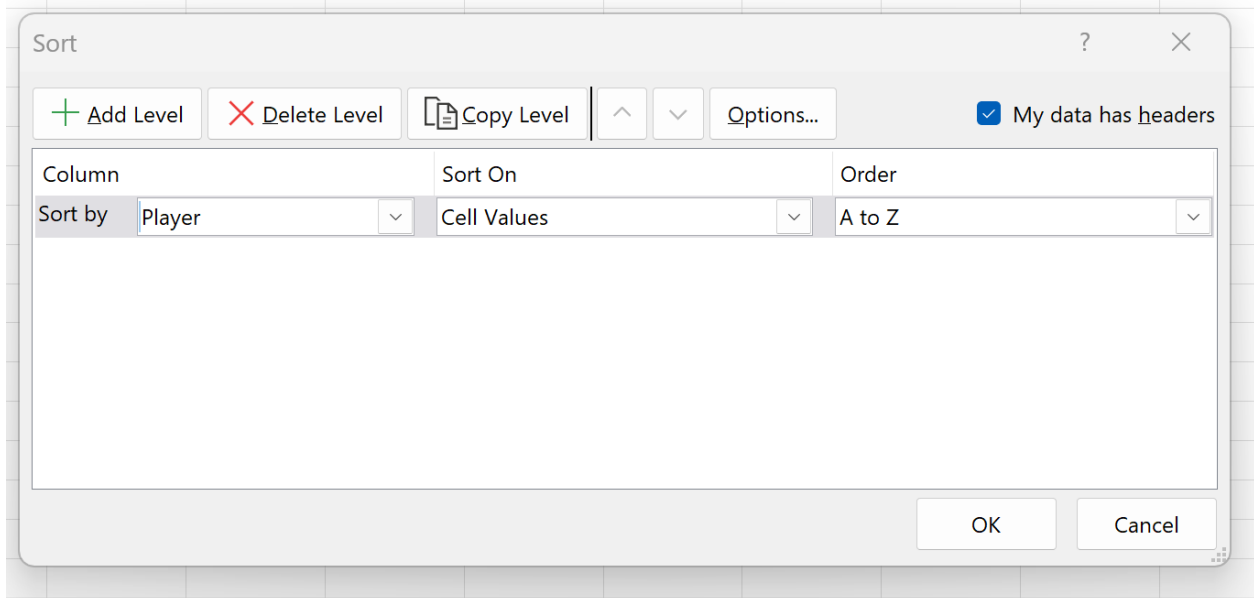 Sort ?
Add Level Delete Level Copy Level Options... My data has headers
Column Sort On Order
Sort by Player Cell Values A to Z
OK Cancel